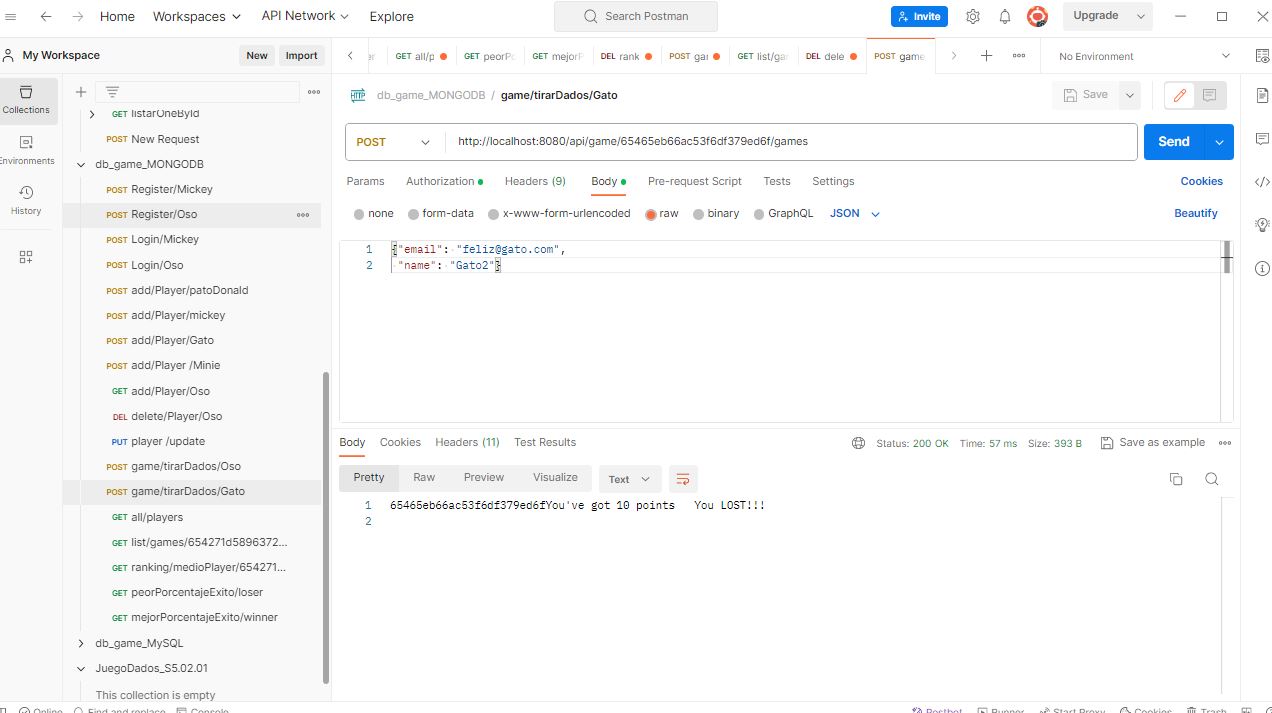 Home Workspaces API Network Explore Search Postman Invite Upgrade
My Workspace New Import
GET all/p DEL rank POST gar GET list/gar DEL dele POST game No Environment
GET peorPo GET mejorF
Collections
Environments
History
GET listarOneById
POST New Request
db_game_MONGODB
POST Register/Mickey
POST Register/Oso
POST Login/Mickey
POST Login/Oso
POST add/Player/patoDonald
POST add/Player/mickey
POST add/Player/Gato
POST add/Player /Minie
GET add/Player/Oso
DEL delete/Player/Oso
PUT player /update
POST game/tirarDados/Oso
POST game/tirarDados/Gato
GET all/players
GET list/games/654271d5896372...
GET ranking/medioPlayer/654271...
GET peorPorcentajeExito/loser
GET mejorPorcentajeExito/winner
db_game_MySQL
JuegoDados_S5.02.01
This collection is empty
HTTP db_game_MONGODB / game/tirarDados/Gato Save
POST http://localhost:8080/api/game/65465eb66ac53f6df379ed6f/games Send
Params Authorization Headers (9) Body Pre-request Script Tests Settings Cookies
none form-data x-www-form-urlencoded raw binary GraphQL JSON Beautify
1 {"email": "feliz@gato.com",
2 "name": "Gato2"}
Body Cookies Headers (11) Test Results Status: 200 OK Time: 57 ms Size: 393 B Save as example
Pretty Raw Preview Visualize Text
1 65465eb66ac53f6df379ed6fYou've got 10 points You LOST!!!
2
Online Find and replace Console Postbot Runner Start Proxy Cookies Trash